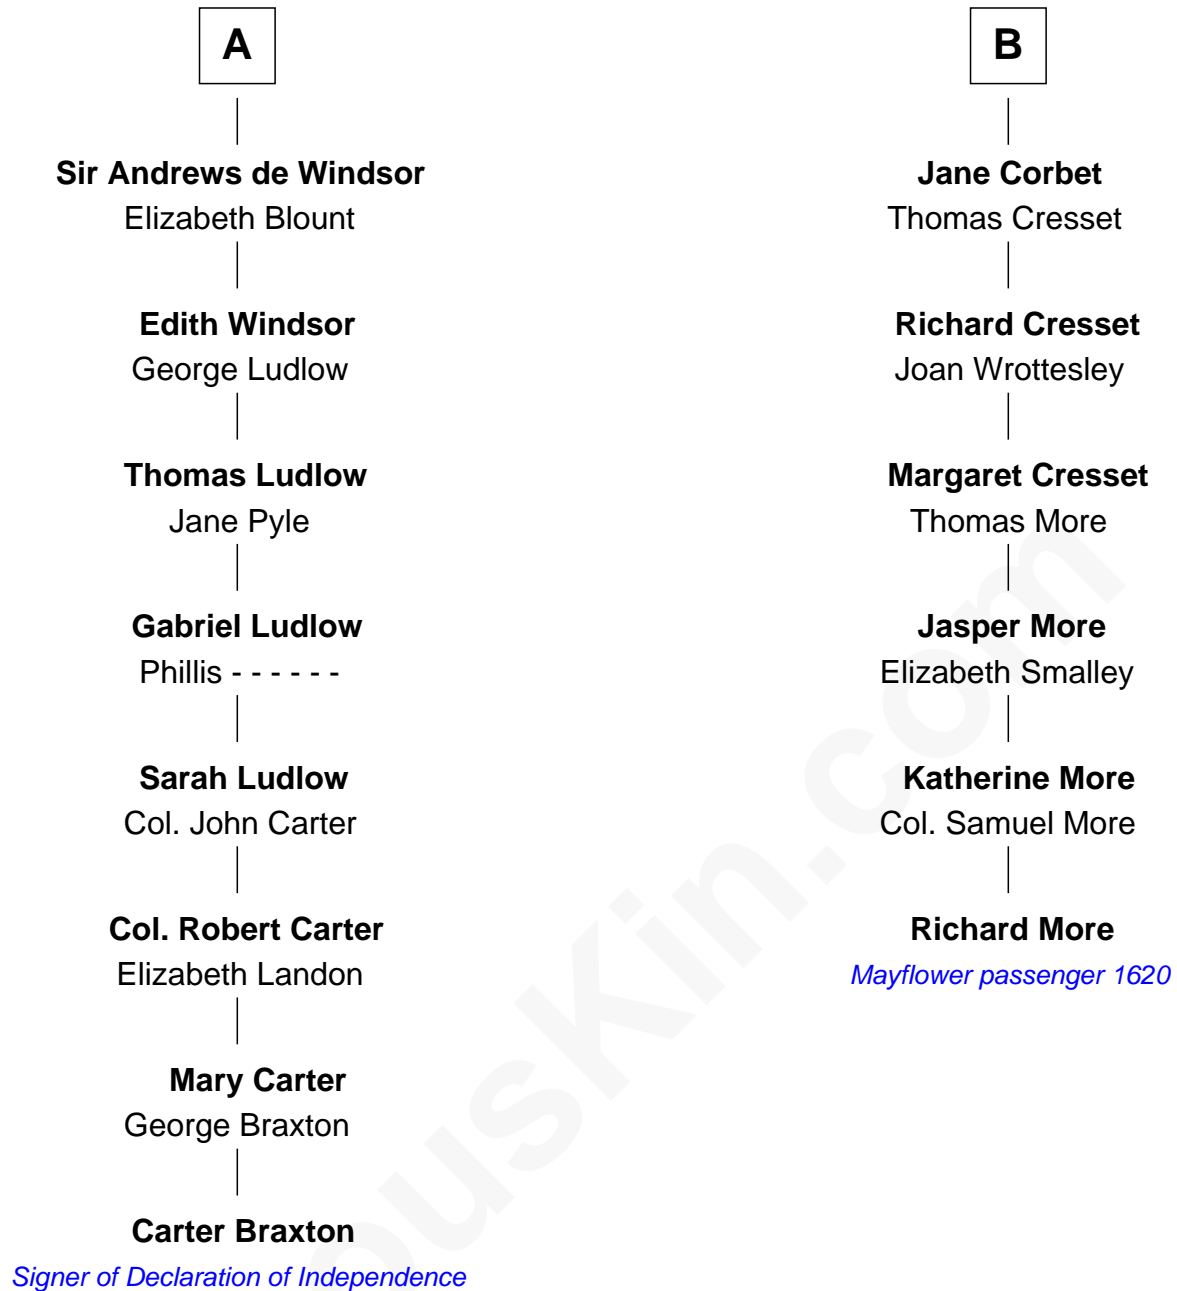 A
Sir Andrews de Windsor
Elizabeth Blount
Edith Windsor
George Ludlow
Thomas Ludlow
Jane Pyle
Gabriel Ludlow
Phillis - - - - - -
Sarah Ludlow
Col. John Carter
Col. Robert Carter
Elizabeth Landon
Mary Carter
George Braxton
Carter Braxton
Signer of Declaration of Independence
B
Jane Corbet
Thomas Cresset
Richard Cresset
Joan Wrottesley
Margaret Cresset
Thomas More
Jasper More
Elizabeth Smalley
Katherine More
Col. Samuel More
Richard More
Mayflower passenger 1620
ousKin.com